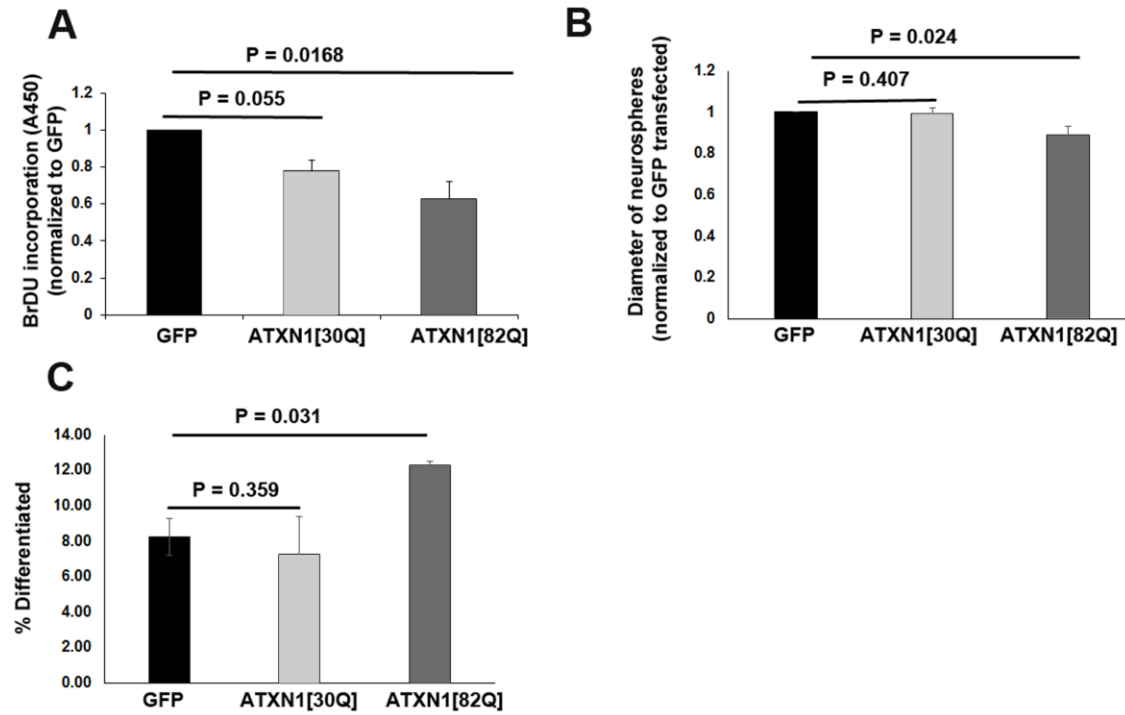 A
P = 0.0168
P = 0.055
BrDU incorporation (A450)
(normalized to GFP)
1.2
1
0.8
0.6
0.4
0.2
0
GFP
ATXN1[30Q]
ATXN1[82Q]
B
P = 0.024
P = 0.407
Diameter of neurospheres
(normalized to GFP transfected)
1.2
1
0.8
0.6
0.4
0.2
0
GFP
ATXN1[30Q]
ATXN1[82Q]
C
P = 0.031
P = 0.359
% Differentiated
14.00
12.00
10.00
8.00
6.00
4.00
2.00
0.00
GFP
ATXN1[30Q]
ATXN1[82Q]